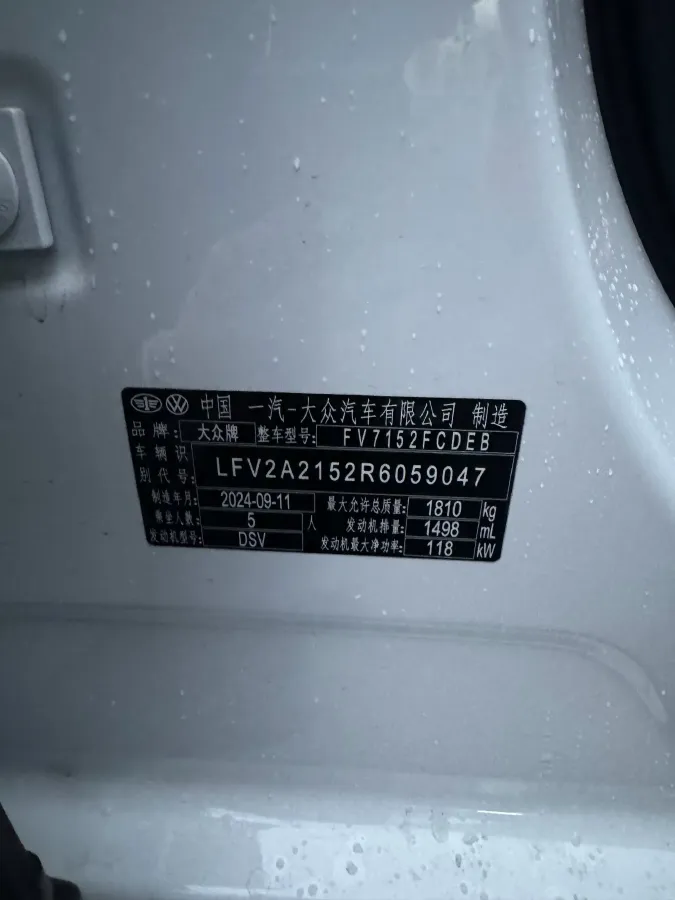 中国 一汽-大众汽车有限公司 制造
品牌: 大众牌 整车型号: FV7152FCDEB
车辆识别代号: LFV2A2152R6059047
制造年月: 2024-09-11 最大允许总质量: 1810 kg
乘坐人数: 5 人 发动机排量: 1498 mL
发动机型号: DSV 发动机最大净功率: 118 kW